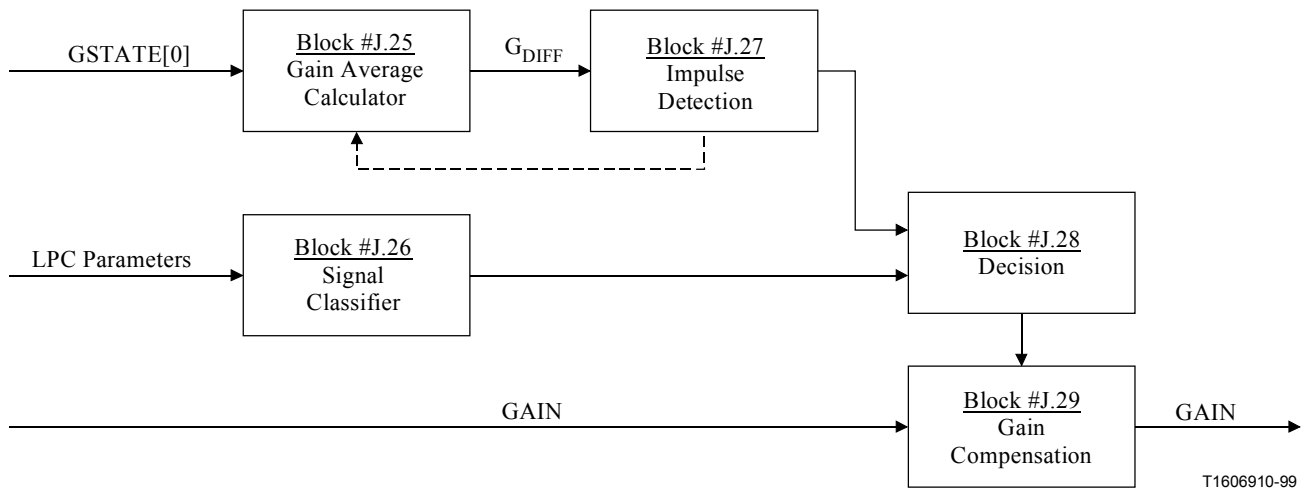 GSTATE[0]
Block #J.25
Gain Average
Calculator
G_DIFF
Block #J.27
Impulse
Detection
LPC Parameters
Block #J.26
Signal
Classifier
Block #J.28
Decision
GAIN
Block #J.29
Gain
Compensation
GAIN
T1606910-99